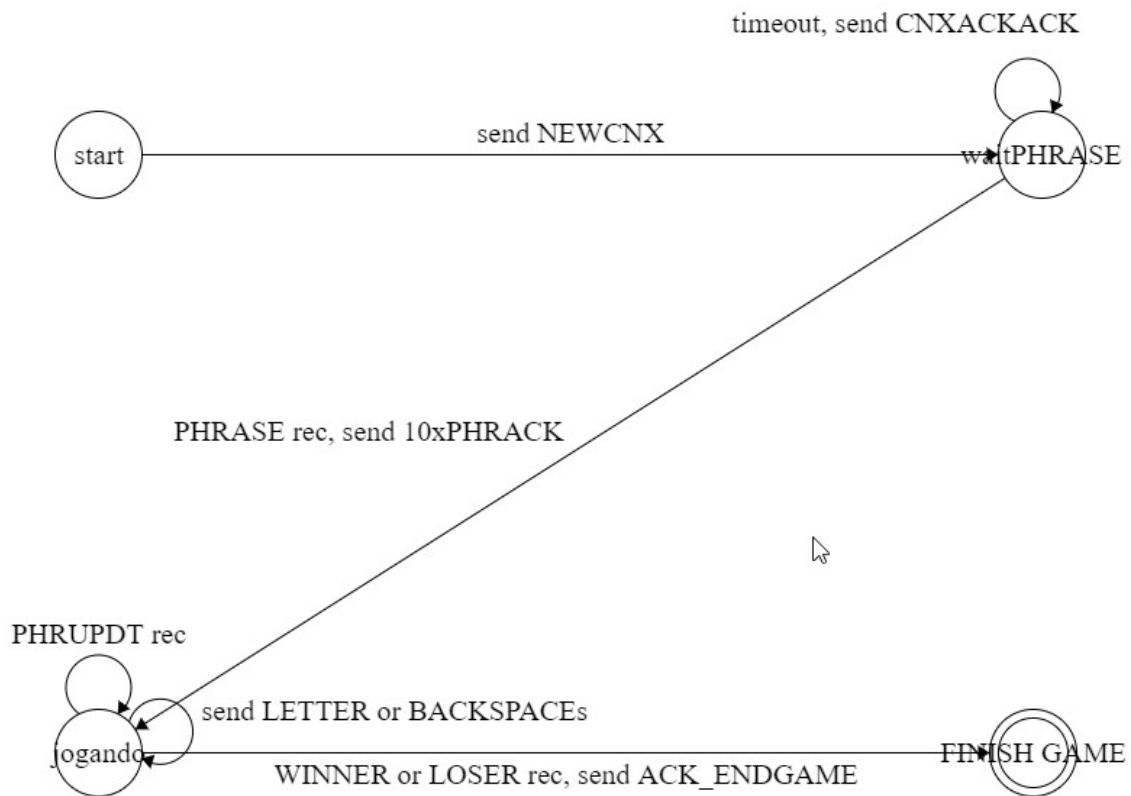 timeout, send CNXACKACK
send NEWCNX
start
waitPHRASE
PHRASE rec, send 10xPHRACK
PHRUPDT rec
send LETTER or BACKSPACEs
jogando
FINISH GAME
WINNER or LOSER rec, send ACK_ENDGAME